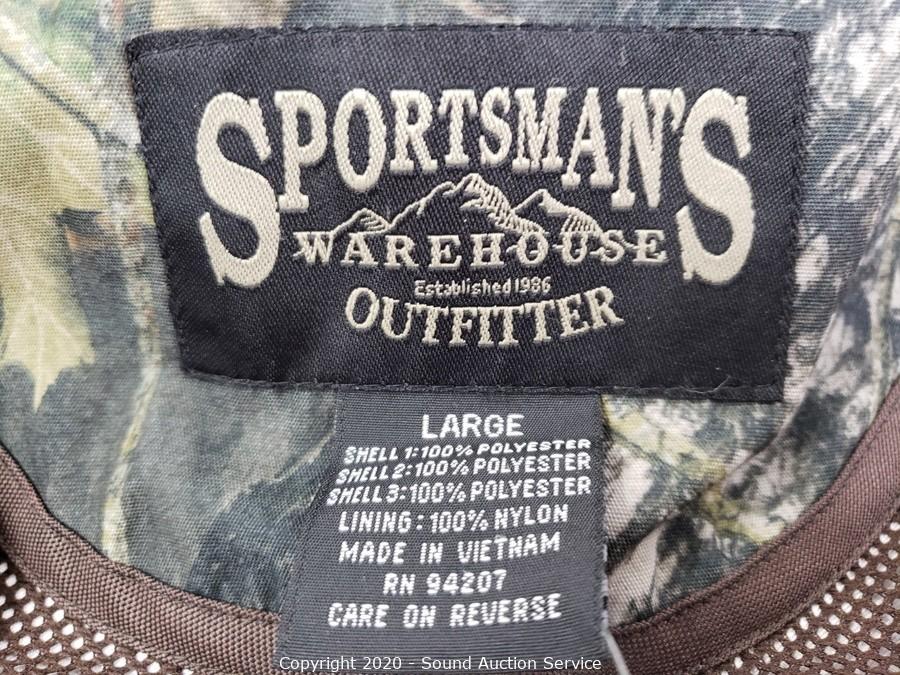 SPORTSMAN'S
WAREHOUSE
Established 1986
OUTFITTER
LARGE
SHELL 1: 100% POLYESTER
SHELL 2: 100% POLYESTER
SHELL 3: 100% POLYESTER
LINING: 100% NYLON
MADE IN VIETNAM
RN 94207
CARE ON REVERSE
Copyright 2020 - Sound Auction Service